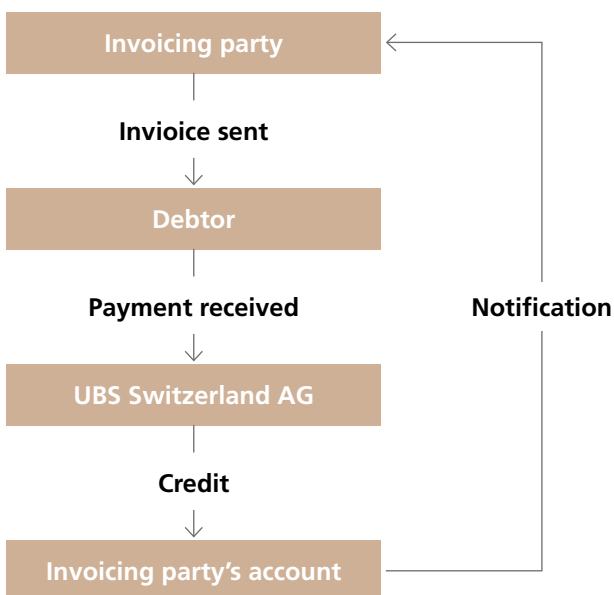 Invoicing party
Invioice sent
Debtor
Payment received
Notification
UBS Switzerland AG
Credit
Invoicing party's account